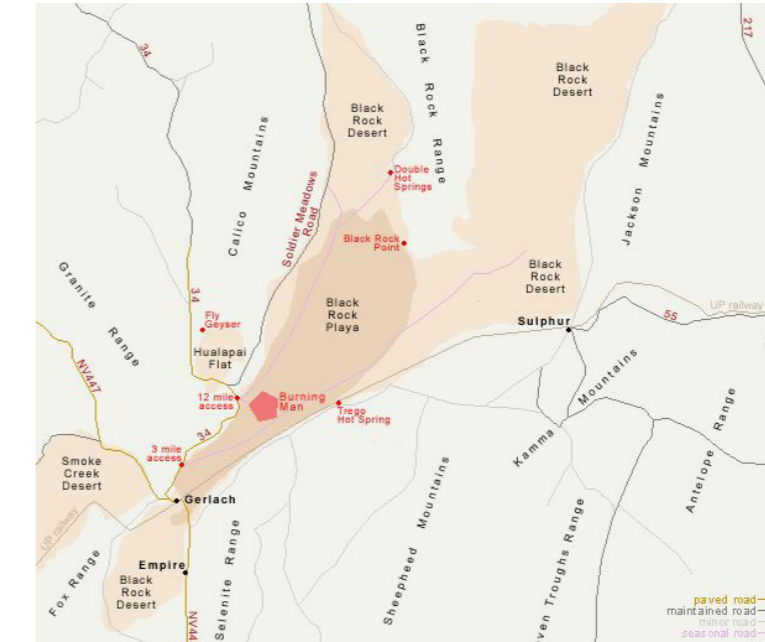 34
217
Black Rock Range
Black
Rock
Desert
Black
Rock
Desert
Calico Mountains
Soldier Meadows
Road
Double
Hot
Springs
Jackson Mountains
Black Rock
Point
Granite Range
34
Black
Rock
Desert
Black
Rock
Playa
Fly
Geyser
UP railway
55
Sulphur
Hualapai
Flat
NV447
12 mile
access
Burning
Man
Trego
Hot Spring
Kamma Mountains
Antelope Range
34
3 mile
access
Smoke
Creek
Desert
Gerlach
UP railway
Sheepheed Mountains
Selenite Range
Fox Range
Empire
Black
Rock
Desert
NV44
ven Troughs Range
paved road
maintained road
minor road
seasonal road